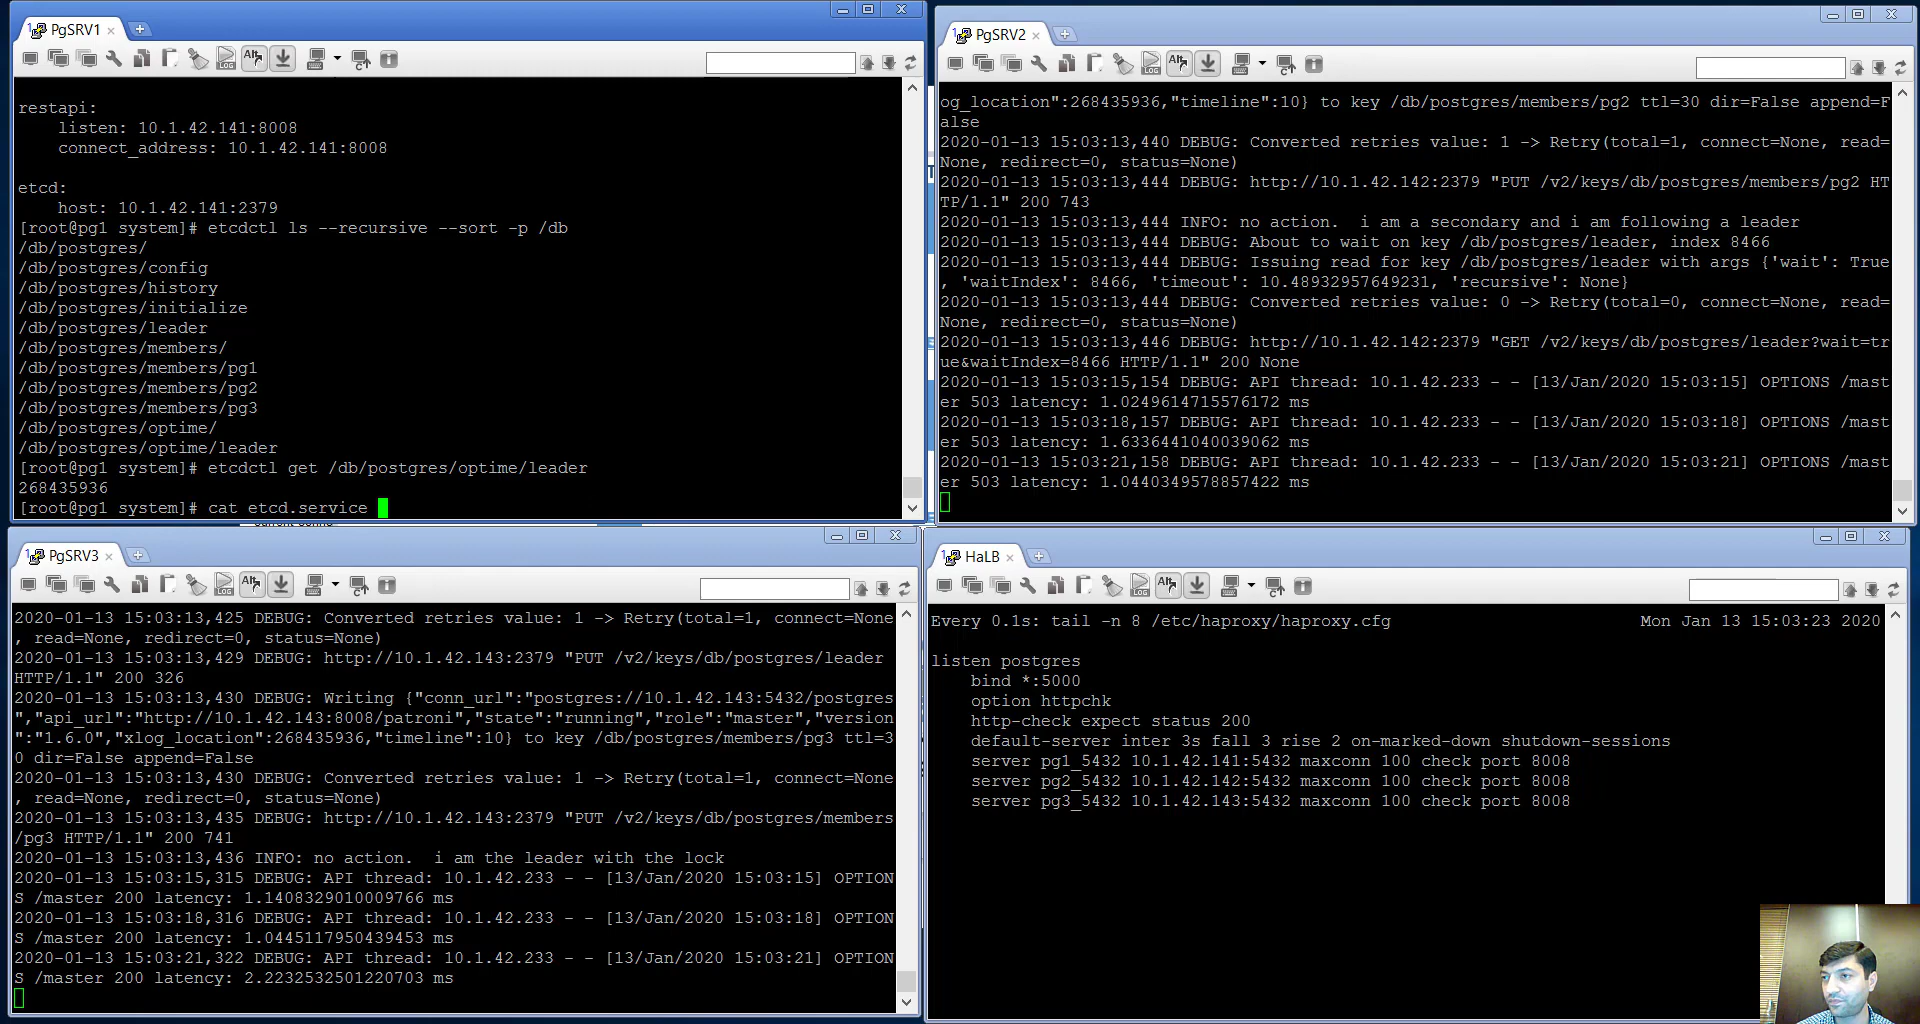 PgSRV1
restapi:
    listen: 10.1.42.141:8008
    connect_address: 10.1.42.141:8008
etcd:
    host: 10.1.42.141:2379
[root@pg1 system]# etcdctl ls --recursive --sort -p /db
/db/postgres/
/db/postgres/config
/db/postgres/history
/db/postgres/initialize
/db/postgres/leader
/db/postgres/members/
/db/postgres/members/pg1
/db/postgres/members/pg2
/db/postgres/members/pg3
/db/postgres/optime/
/db/postgres/optime/leader
[root@pg1 system]# etcdctl get /db/postgres/optime/leader
268435936
[root@pg1 system]# cat etcd.service
PgSRV2
og_location":268435936,"timeline":10} to key /db/postgres/members/pg2 ttl=30 dir=False append=F
alse
2020-01-13 15:03:13,440 DEBUG: Converted retries value: 1 -> Retry(total=1, connect=None, read=
None, redirect=0, status=None)
2020-01-13 15:03:13,444 DEBUG: http://10.1.42.142:2379 "PUT /v2/keys/db/postgres/members/pg2 HT
TP/1.1" 200 743
2020-01-13 15:03:13,444 INFO: no action.  i am a secondary and i am following a leader
2020-01-13 15:03:13,444 DEBUG: About to wait on key /db/postgres/leader, index 8466
2020-01-13 15:03:13,444 DEBUG: Issuing read for key /db/postgres/leader with args {'wait': True
, 'waitIndex': 8466, 'timeout': 10.48932957649231, 'recursive': None}
2020-01-13 15:03:13,444 DEBUG: Converted retries value: 0 -> Retry(total=0, connect=None, read=
None, redirect=0, status=None)
2020-01-13 15:03:13,446 DEBUG: http://10.1.42.142:2379 "GET /v2/keys/db/postgres/leader?wait=tr
ue&waitIndex=8466 HTTP/1.1" 200 None
2020-01-13 15:03:15,154 DEBUG: API thread: 10.1.42.233 - - [13/Jan/2020 15:03:15] OPTIONS /mast
er 503 latency: 1.0249614715576172 ms
2020-01-13 15:03:18,157 DEBUG: API thread: 10.1.42.233 - - [13/Jan/2020 15:03:18] OPTIONS /mast
er 503 latency: 1.6336441040039062 ms
2020-01-13 15:03:21,158 DEBUG: API thread: 10.1.42.233 - - [13/Jan/2020 15:03:21] OPTIONS /mast
er 503 latency: 1.0440349578857422 ms
PgSRV3
2020-01-13 15:03:13,425 DEBUG: Converted retries value: 1 -> Retry(total=1, connect=None
, read=None, redirect=0, status=None)
2020-01-13 15:03:13,429 DEBUG: http://10.1.42.143:2379 "PUT /v2/keys/db/postgres/leader
HTTP/1.1" 200 326
2020-01-13 15:03:13,430 DEBUG: Writing {"conn_url":"postgres://10.1.42.143:5432/postgres
","api_url":"http://10.1.42.143:8008/patroni","state":"running","role":"master","version
":"1.6.0","xlog_location":268435936,"timeline":10} to key /db/postgres/members/pg3 ttl=3
0 dir=False append=False
2020-01-13 15:03:13,430 DEBUG: Converted retries value: 1 -> Retry(total=1, connect=None
, read=None, redirect=0, status=None)
2020-01-13 15:03:13,435 DEBUG: http://10.1.42.143:2379 "PUT /v2/keys/db/postgres/members
/pg3 HTTP/1.1" 200 741
2020-01-13 15:03:13,436 INFO: no action.  i am the leader with the lock
2020-01-13 15:03:15,315 DEBUG: API thread: 10.1.42.233 - - [13/Jan/2020 15:03:15] OPTION
S /master 200 latency: 1.1408329010009766 ms
2020-01-13 15:03:18,316 DEBUG: API thread: 10.1.42.233 - - [13/Jan/2020 15:03:18] OPTION
S /master 200 latency: 1.0445117950439453 ms
2020-01-13 15:03:21,322 DEBUG: API thread: 10.1.42.233 - - [13/Jan/2020 15:03:21] OPTION
S /master 200 latency: 2.2232532501220703 ms
HaLB
Every 0.1s: tail -n 8 /etc/haproxy/haproxy.cfg    Mon Jan 13 15:03:23 2020
listen postgres
    bind *:5000
    option httpchk
    http-check expect status 200
    default-server inter 3s fall 3 rise 2 on-marked-down shutdown-sessions
    server pg1_5432 10.1.42.141:5432 maxconn 100 check port 8008
    server pg2_5432 10.1.42.142:5432 maxconn 100 check port 8008
    server pg3_5432 10.1.42.143:5432 maxconn 100 check port 8008